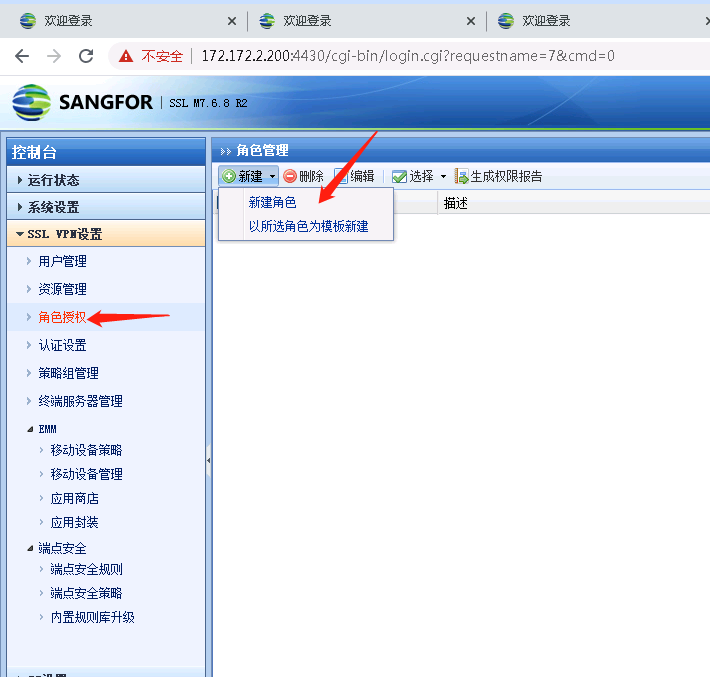 欢迎登录
欢迎登录
欢迎登录
不安全 172.172.2.200:4430/cgi-bin/login.cgi?requestname=7&cmd=0
SANGFOR SSL M7.6.8 R2
控制台
运行状态
系统设置
SSL VPN设置
用户管理
资源管理
角色授权
认证设置
策略组管理
终端服务器管理
EMM
移动设备策略
移动设备管理
应用商店
应用封装
端点安全
端点安全规则
端点安全策略
内置规则库升级
角色管理
新建 删除 编辑 选择 生成权限报告
新建角色
以所选角色为模板新建
描述